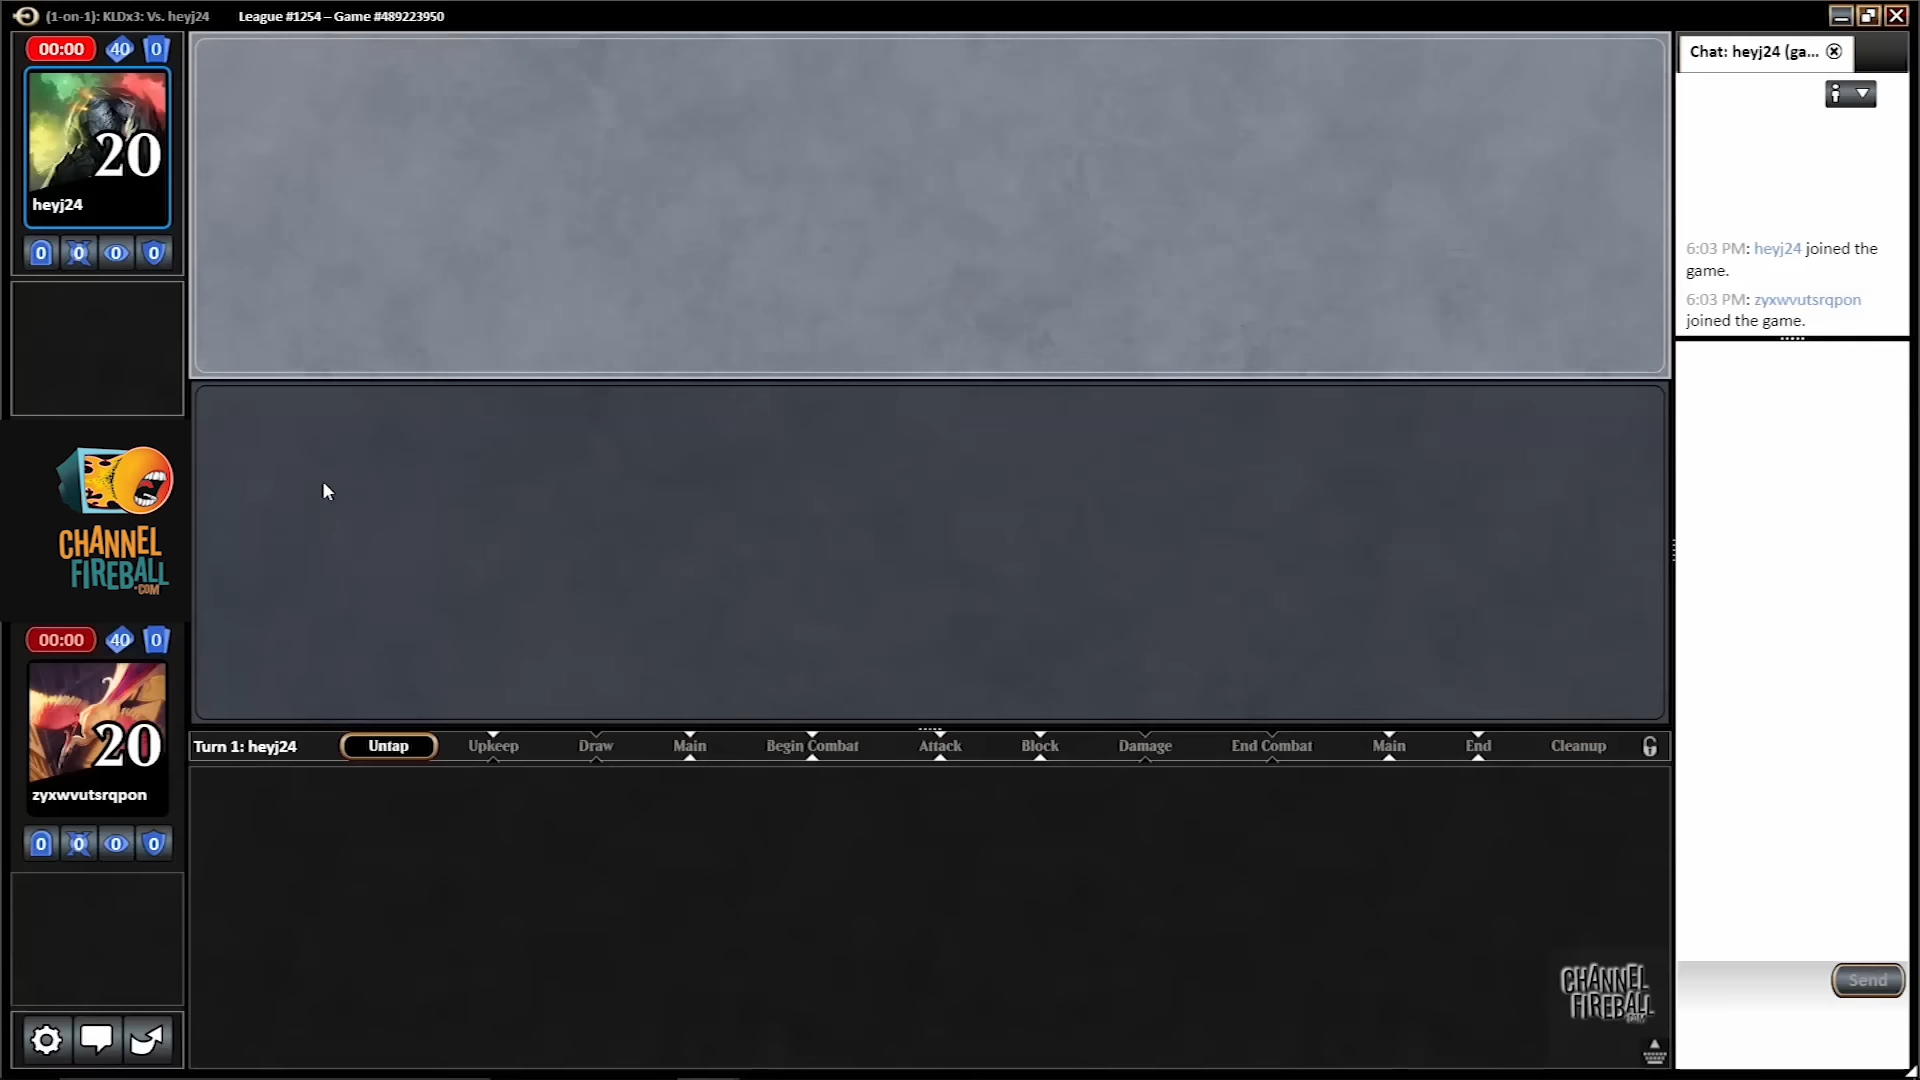 (1-on-1): KLDx3: Vs. heyj24 League #1254 – Game #489223950
00:00 40 0
20
heyj24
0 0 0 0
Chat: heyj24 (ga...
6:03 PM: heyj24 joined the
game.
6:03 PM: zyxwvutsrqpon
joined the game.
CHANNEL
FIREBALL
.COM
00:00 40 0
20
zyxwvutsrqpon
0 0 0 0
Turn 1: heyj24 Untap Upkeep Draw Main Begin Combat Attack Block Damage End Combat Main End Cleanup
Send
CHANNEL
FIREBALL
.COM